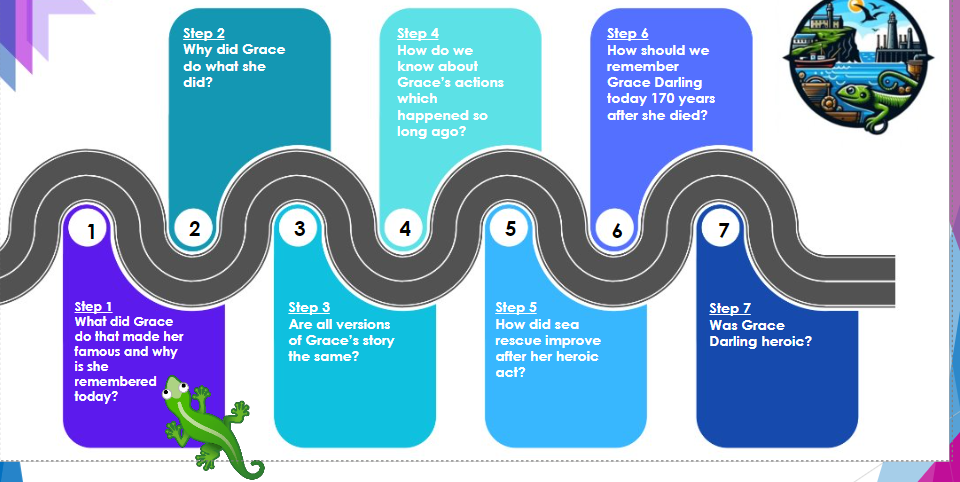 Step 2
Why did Grace
do what she
did?
Step 4
How do we
know about
Grace's actions
which
happened so
long ago?
Step 6
How should we
remember
Grace Darling
today 170 years
after she died?
1
2
3
4
5
6
7
Step 1
What did Grace
do that made her
famous and why
is she
remembered
today?
Step 3
Are all versions
of Grace's story
the same?
Step 5
How did sea
rescue improve
after her heroic
act?
Step 7
Was Grace
Darling heroic?